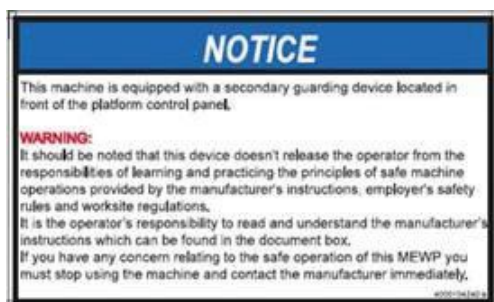 NOTICE
This machine is equipped with a secondary guarding device located in
front of the platform control panel.
WARNING:
It should be noted that this device doesn't release the operator from the
responsibilities of learning and practicing the principles of safe machine
operations provided by the manufacturer's instructions, employer's safety
rules and worksite regulations.
It is the operator's responsibility to read and understand the manufacturer's
instructions which can be found in the document box.
If you have any concern relating to the safe operation of this MEWP you
must stop using the machine and contact the manufacturer immediately.